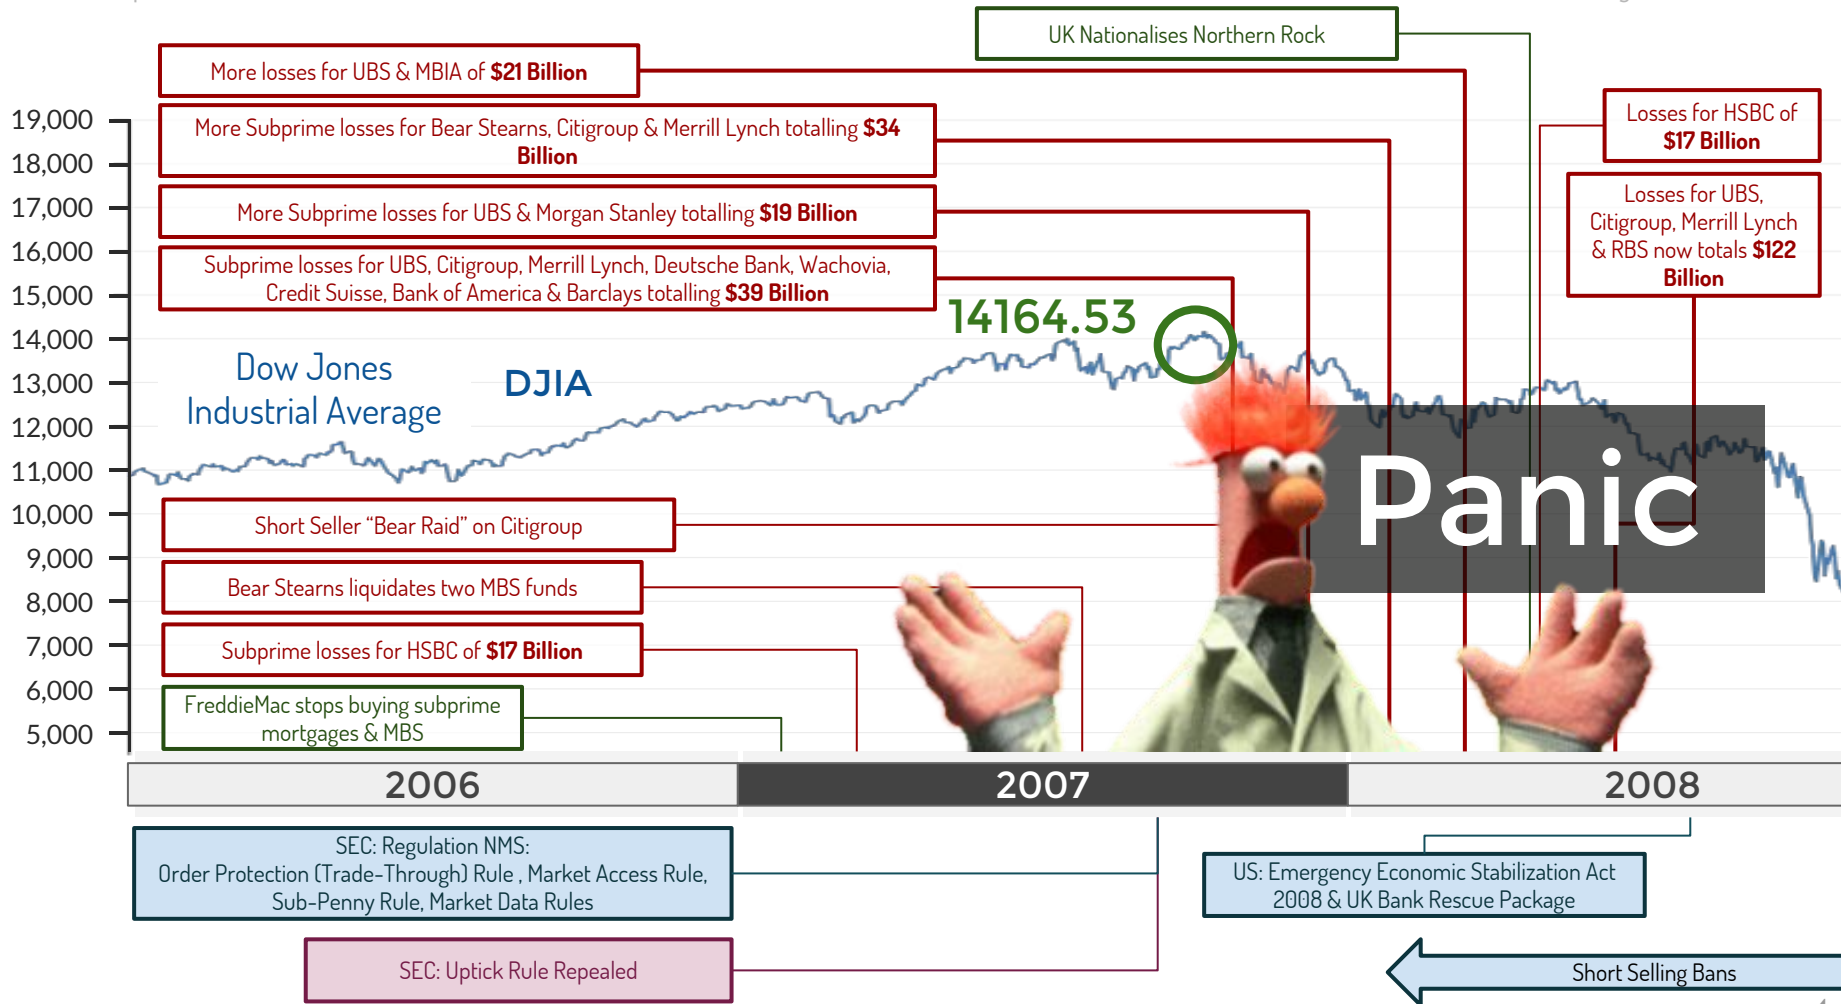 UK Nationalises Northern Rock
More losses for UBS & MBIA of $21 Billion
More Subprime losses for Bear Stearns, Citigroup & Merrill Lynch totalling $34
Billion
More Subprime losses for UBS & Morgan Stanley totalling $19 Billion
Subprime losses for UBS, Citigroup, Merrill Lynch, Deutsche Bank, Wachovia,
Credit Suisse, Bank of America & Barclays totalling $39 Billion
Losses for HSBC of
$17 Billion
Losses for UBS,
Citigroup, Merrill Lynch
& RBS now totals $122
Billion
19,000
18,000
17,000
16,000
15,000
14,000
13,000
12,000
11,000
10,000
9,000
8,000
7,000
6,000
5,000
14164.53
Dow Jones
Industrial Average
DJIA
Panic
Short Seller “Bear Raid” on Citigroup
Bear Stearns liquidates two MBS funds
Subprime losses for HSBC of $17 Billion
FreddieMac stops buying subprime
mortgages & MBS
2006
2007
2008
SEC: Regulation NMS:
Order Protection (Trade-Through) Rule , Market Access Rule,
Sub-Penny Rule, Market Data Rules
US: Emergency Economic Stabilization Act
2008 & UK Bank Rescue Package
SEC: Uptick Rule Repealed
Short Selling Bans